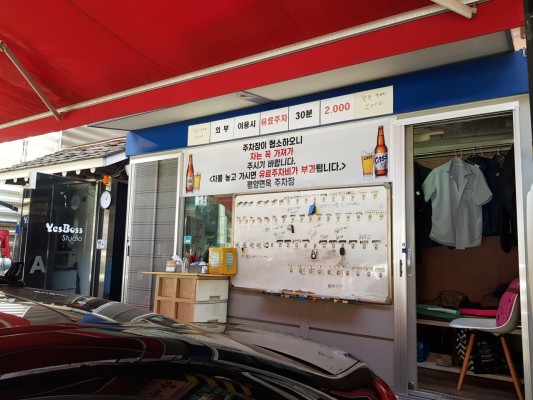 외 부 이용시 유료주차 30분 2.000
주차장이 협소하오니
차는 꼭 가져가
주시기 바랍니다.
<차를 놓고 가시면 유료주차비가 부과됩니다.>
평양면옥 주차장
CASS
YesBoss
Studio
A